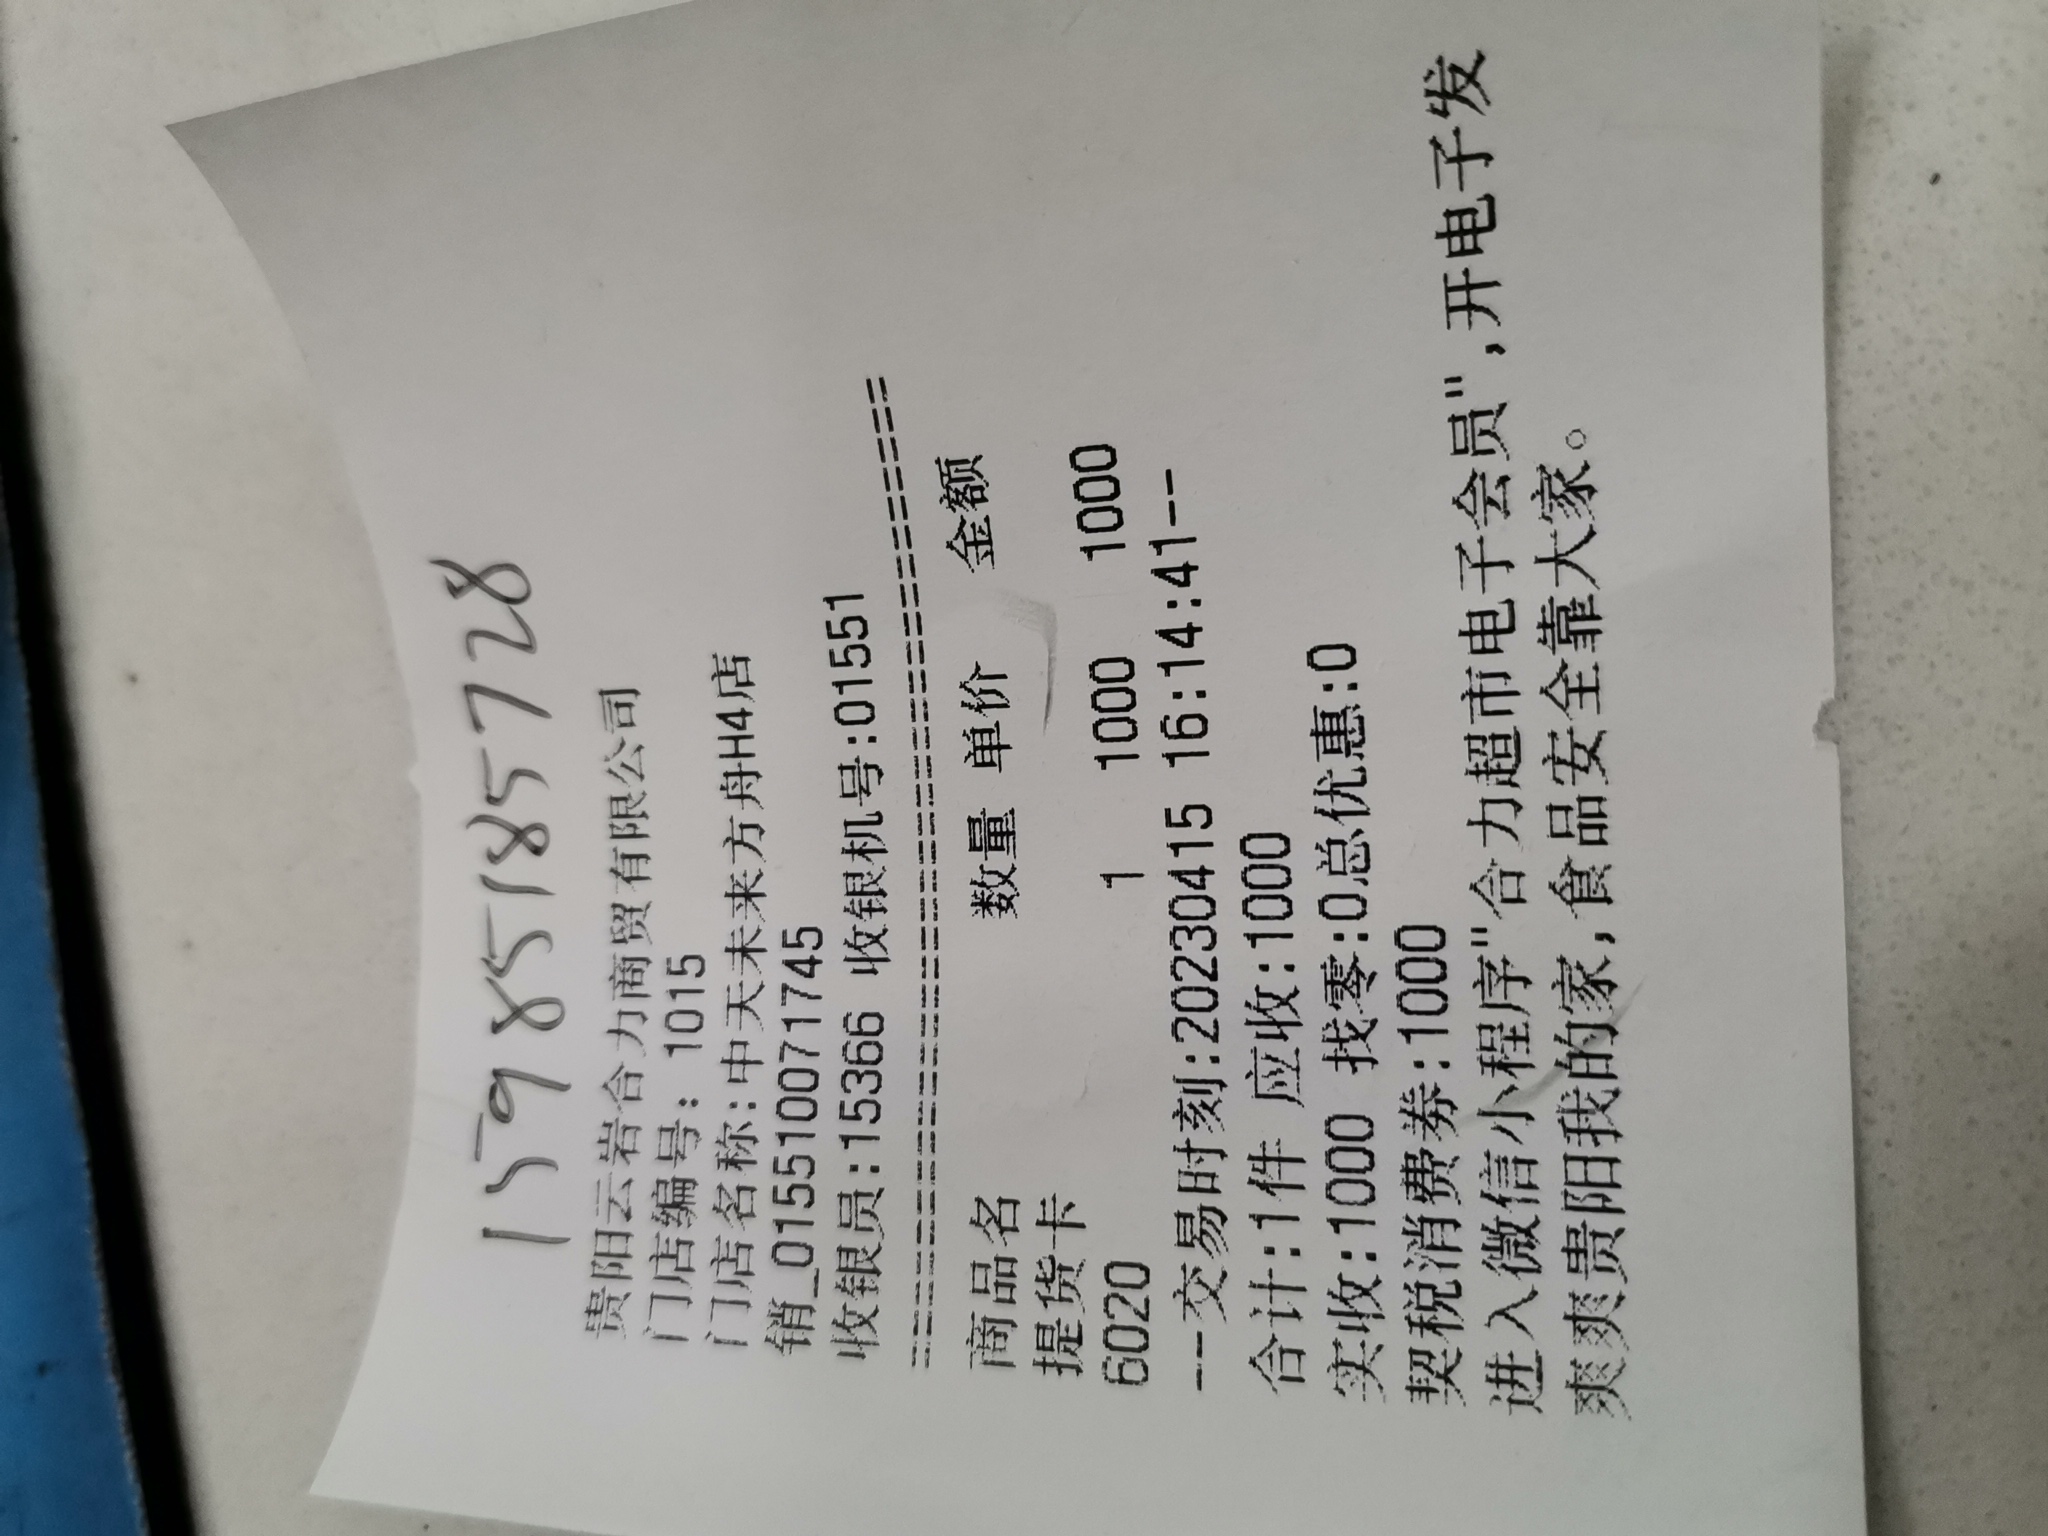 15985185728
贵阳云岩合力商贸有限公司
门店编号: 1015
门店名称:中天未来方舟H4店
销_01551007174​5
收银员:15366 收银机号:01551
==========================================
商品名 数量 单价 金额
提货卡
6020 1 1000 1000
---交易时刻:20230415 16:14:41--
合计:1件 应收:1000
实收:1000 找零:0总优惠:0
契税消费券:1000
进入微信小程序"合力超市电子会员",开电子发
爽爽贵阳我的家,食品安全靠大家。